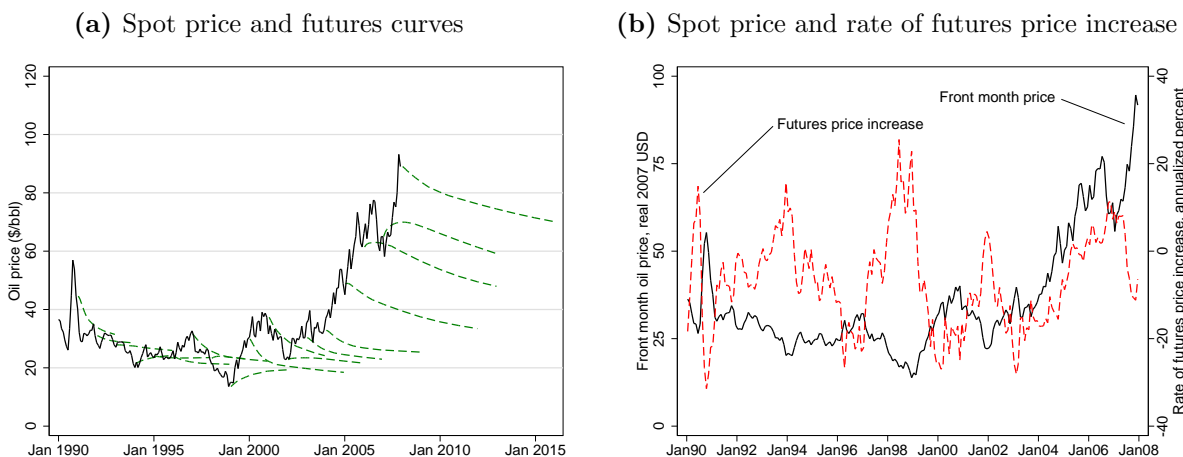 (a) Spot price and futures curves
Oil price ($/bbl)
120
100
80
60
40
20
0
Jan 1990 Jan 1995 Jan 2000 Jan 2005 Jan 2010 Jan 2015
(b) Spot price and rate of futures price increase
Front month oil price, real 2007 USD
100
75
50
25
0
Front month price
Futures price increase
40
20
0
-20
-40
Rate of futures price increase, annualized percent
Jan90 Jan92 Jan94 Jan96 Jan98 Jan00 Jan02 Jan04 Jan06 Jan08